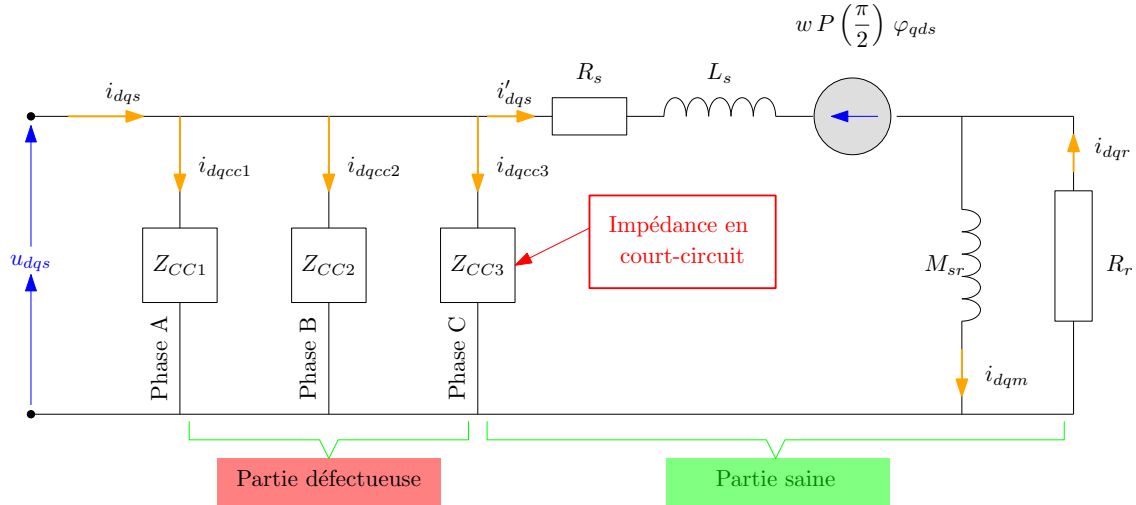 w P (π/2) φqds
Rs
Ls
idqs
i′dqs
idqcc1
idqcc2
idqcc3
idqr
Impédance en
court-circuit
udqs
ZCC1
ZCC2
ZCC3
Msr
Rr
Phase A
Phase B
Phase C
idqm
Partie défectueuse
Partie saine